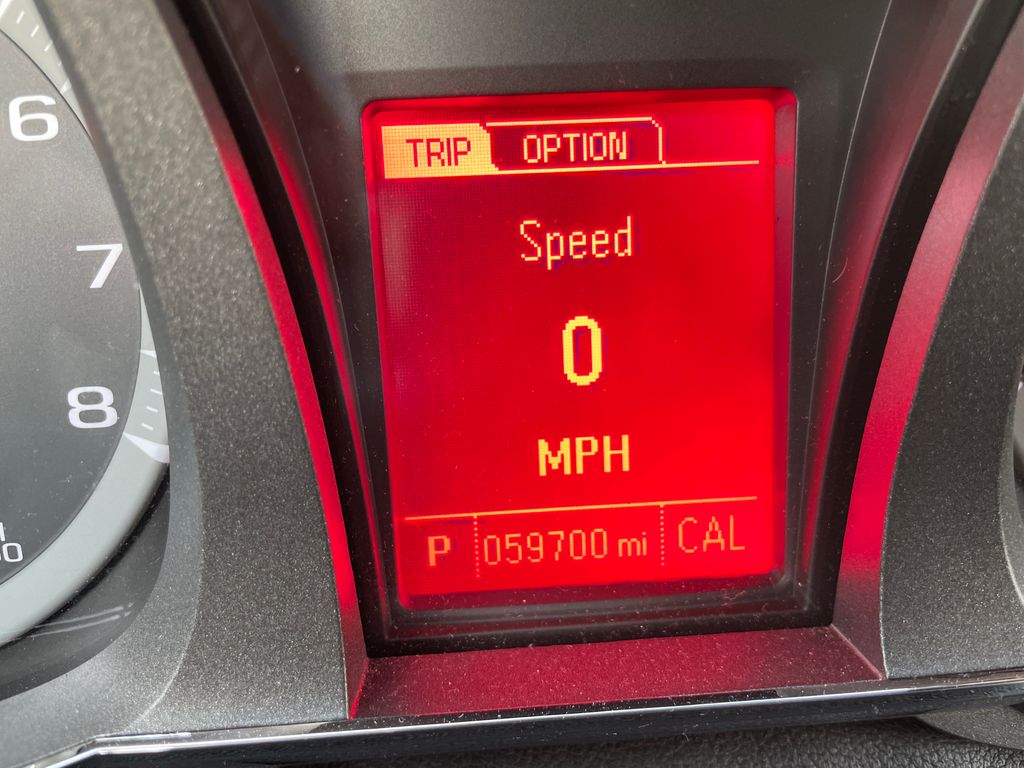 6
7
8
TRIP OPTION
Speed
0
MPH
P 059700 mi CAL